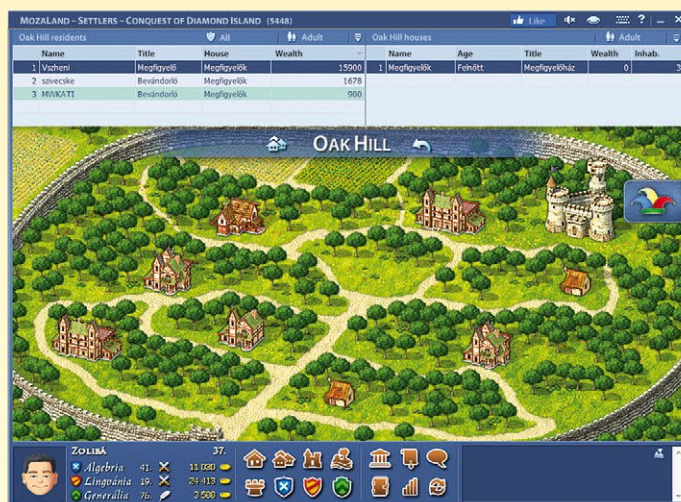 MOZALAND – SETTLERS – CONQUEST OF DIAMOND ISLAND (5448) Like ? _ ✕
Oak Hill residents All Adult Oak Hill houses Adult
Name Title House Wealth Name Age Title Wealth Inhab.
1 Vszheni Megfigyelő Megfigyelők 15900 1 Megfigyelők Felnőtt Megfigyelőház 0 3
2 szivecske Bevándorló Megfigyelők 1678
3 MWKATI Bevándorló Megfigyelők 900
OAK HILL
ZOLIBÁ 37.
Algebria 41. 11 030
Lingvánia 19. 24 413
Generália 76. 3 500